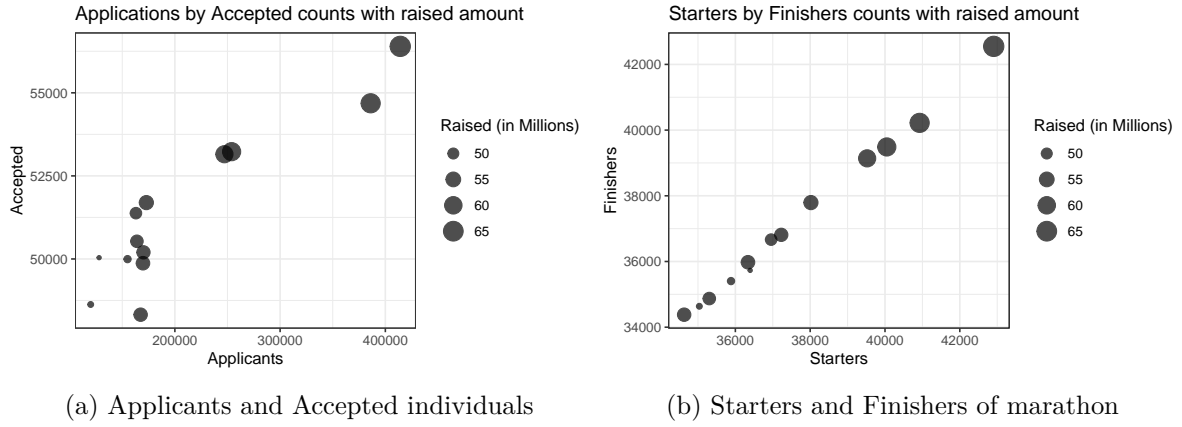 Applications by Accepted counts with raised amount
55000
52500
50000
Accepted
200000 300000 400000
Applicants
Raised (in Millions)
50
55
60
65
(a) Applicants and Accepted individuals
Starters by Finishers counts with raised amount
42000
40000
38000
36000
34000
Finishers
36000 38000 40000 42000
Starters
Raised (in Millions)
50
55
60
65
(b) Starters and Finishers of marathon